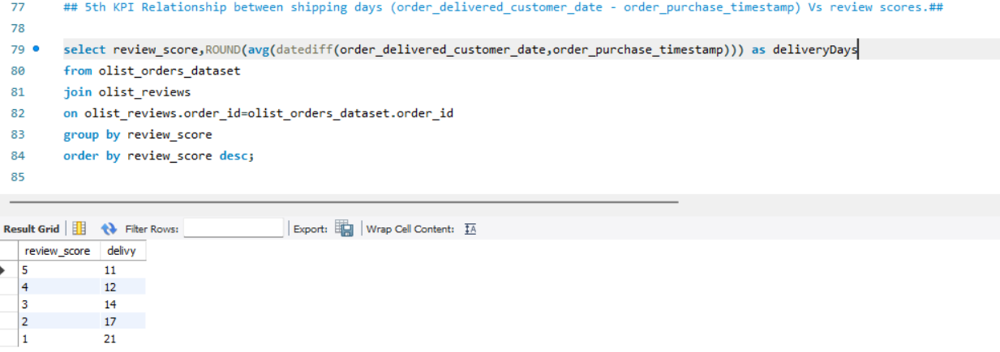 77 ## 5th KPI Relationship between shipping days (order_delivered_customer_date - order_purchase_timestamp) Vs review scores.##
78
79 select review_score,ROUND(avg(datediff(order_delivered_customer_date,order_purchase_timestamp))) as deliveryDays
80 from olist_orders_dataset
81 join olist_reviews
82 on olist_reviews.order_id=olist_orders_dataset.order_id
83 group by review_score
84 order by review_score desc;
85
Result Grid Filter Rows: Export: Wrap Cell Content: IA
review_score delivy
5 11
4 12
3 14
2 17
1 21